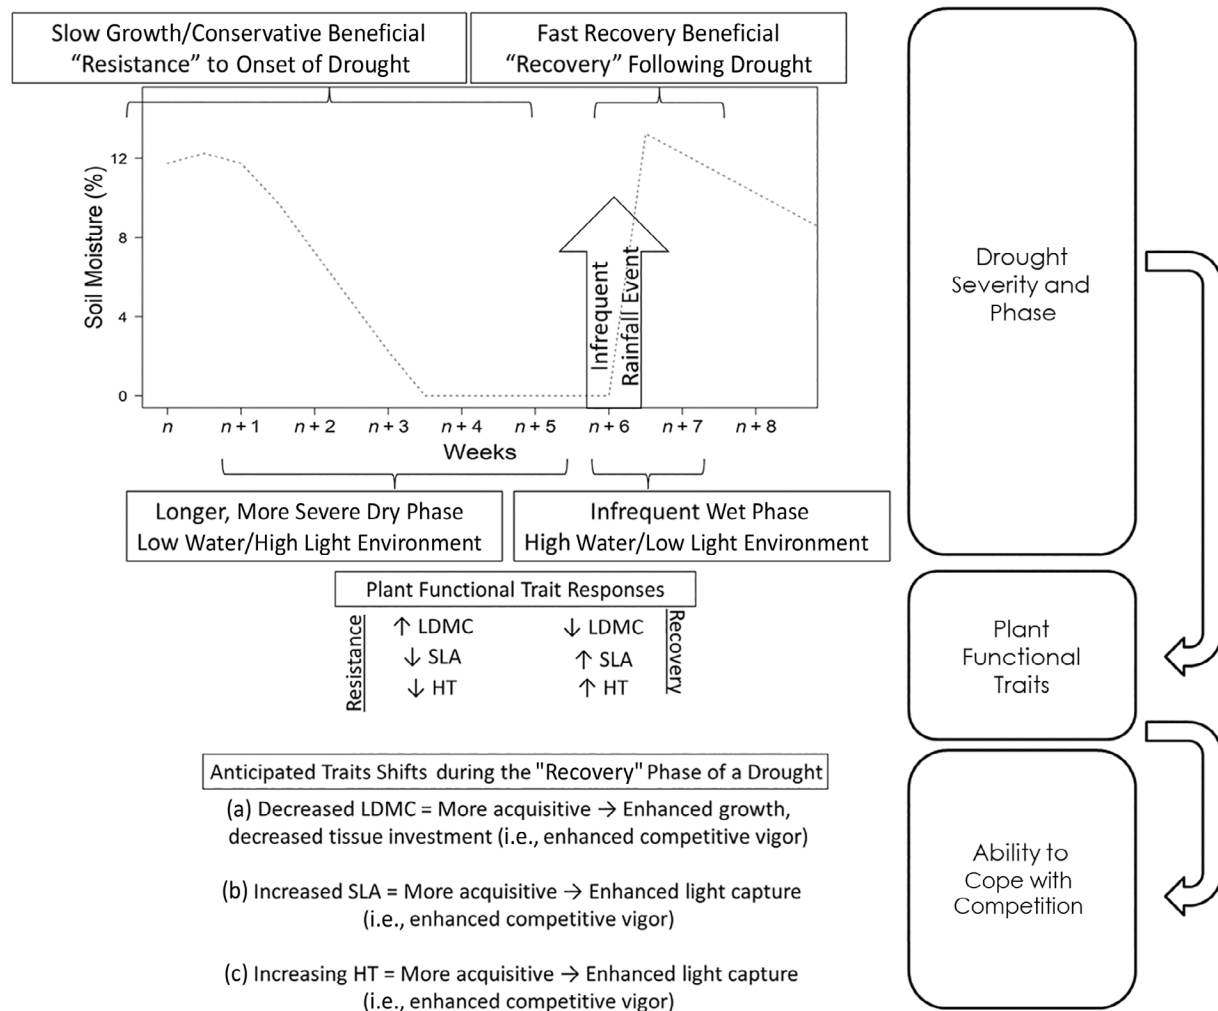 Slow Growth/Conservative Beneficial
“Resistance” to Onset of Drought
Fast Recovery Beneficial
“Recovery” Following Drought
Soil Moisture (%)
12
8
4
0
Infrequent
Rainfall Event
n
n + 1
n + 2
n + 3
n + 4
n + 5
n + 6
n + 7
n + 8
Weeks
Longer, More Severe Dry Phase
Low Water/High Light Environment
Infrequent Wet Phase
High Water/Low Light Environment
Plant Functional Trait Responses
Resistance
↑ LDMC
↓ SLA
↓ HT
↓ LDMC
↑ SLA
↑ HT
Recovery
Anticipated Traits Shifts during the "Recovery" Phase of a Drought
(a) Decreased LDMC = More acquisitive → Enhanced growth,
decreased tissue investment (i.e., enhanced competitive vigor)
(b) Increased SLA = More acquisitive → Enhanced light capture
(i.e., enhanced competitive vigor)
(c) Increasing HT = More acquisitive → Enhanced light capture
(i.e., enhanced competitive vigor)
Drought
Severity and
Phase
Plant
Functional
Traits
Ability to
Cope with
Competition